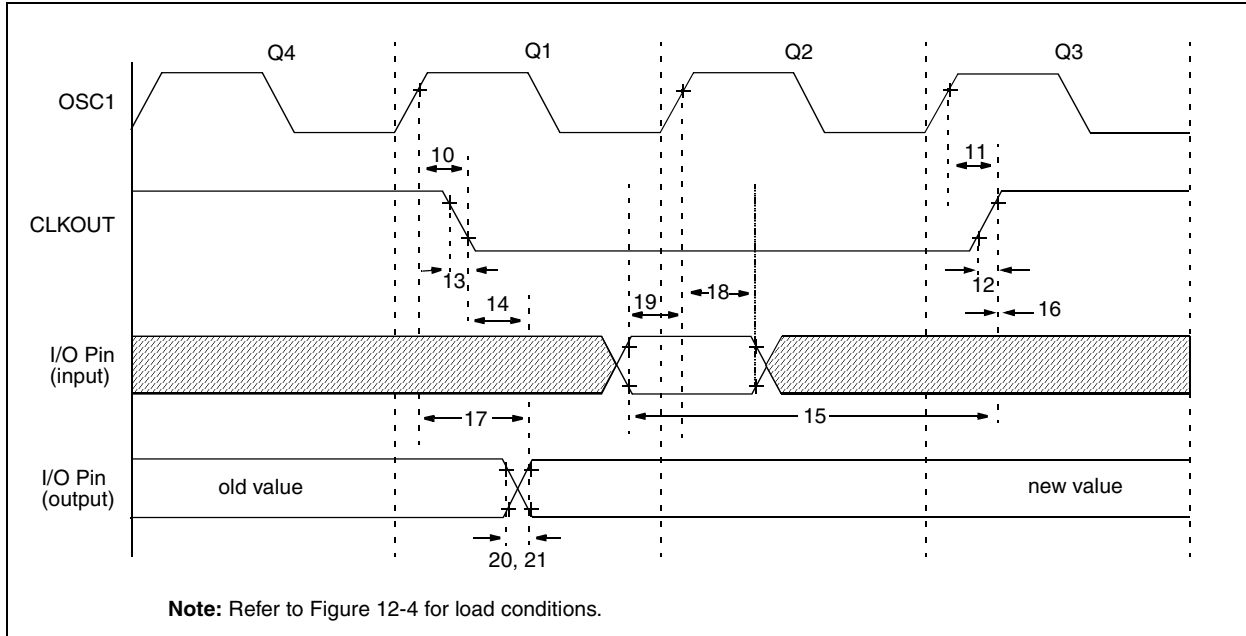 Q4 Q1 Q2 Q3
OSC1
10 11
CLKOUT
13 12
14 19 18 16
I/O Pin
(input)
17 15
I/O Pin
(output)
old value new value
20, 21
Note: Refer to Figure 12-4 for load conditions.